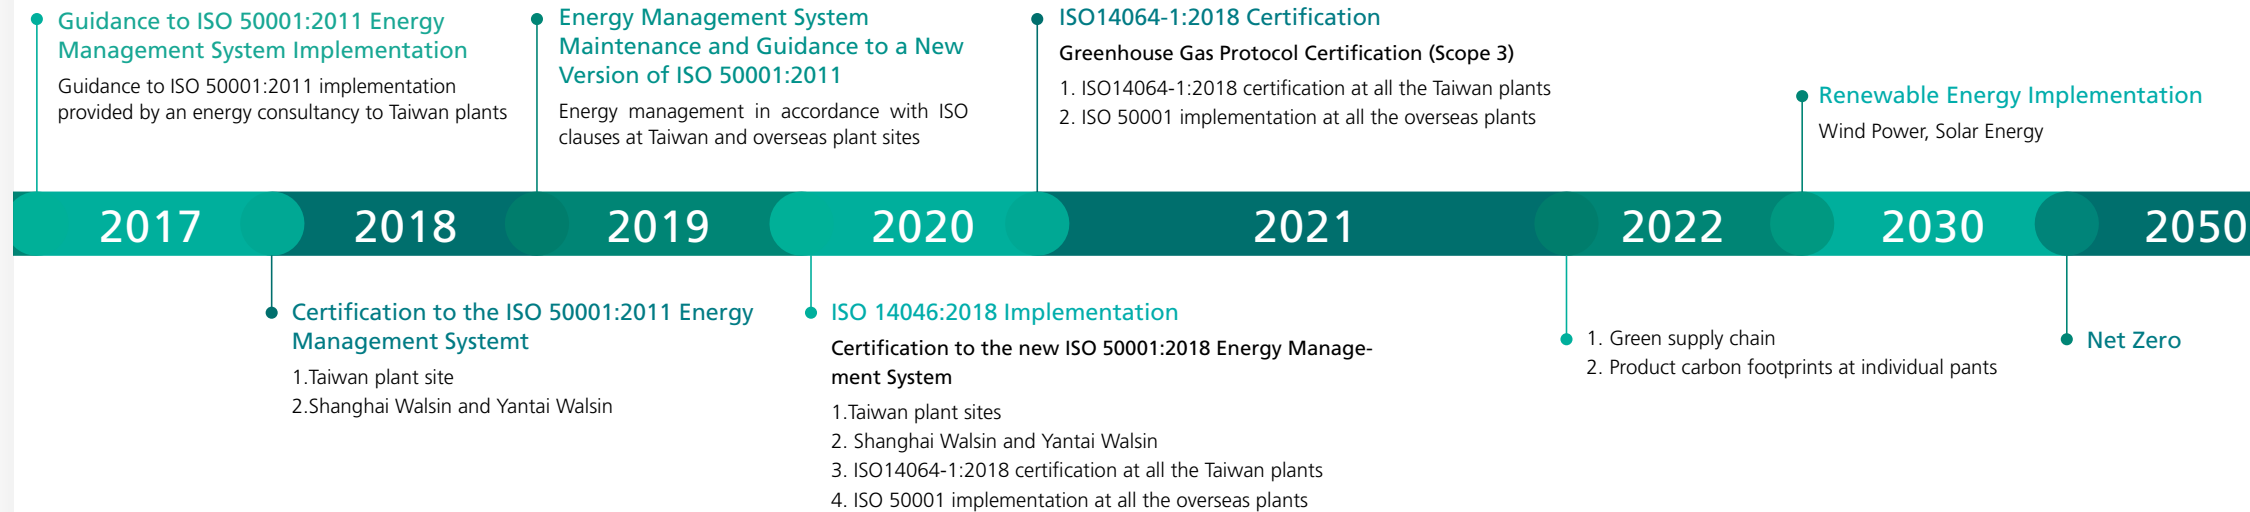 Guidance to ISO 50001:2011 Energy
Management System Implementation
Guidance to ISO 50001:2011 implementation
provided by an energy consultancy to Taiwan plants
Energy Management System
Maintenance and Guidance to a New
Version of ISO 50001:2011
Energy management in accordance with ISO
clauses at Taiwan and overseas plant sites
ISO14064-1:2018 Certification
Greenhouse Gas Protocol Certification (Scope 3)
1. ISO14064-1:2018 certification at all the Taiwan plants
2. ISO 50001 implementation at all the overseas plants
Renewable Energy Implementation
Wind Power, Solar Energy
2017 2018 2019 2020 2021 2022 2030 2050
Certification to the ISO 50001:2011 Energy
Management Systemt
1.Taiwan plant site
2.Shanghai Walsin and Yantai Walsin
ISO 14046:2018 Implementation
Certification to the new ISO 50001:2018 Energy Manage-
ment System
1.Taiwan plant sites
2. Shanghai Walsin and Yantai Walsin
3. ISO14064-1:2018 certification at all the Taiwan plants
4. ISO 50001 implementation at all the overseas plants
1. Green supply chain
2. Product carbon footprints at individual pants
Net Zero